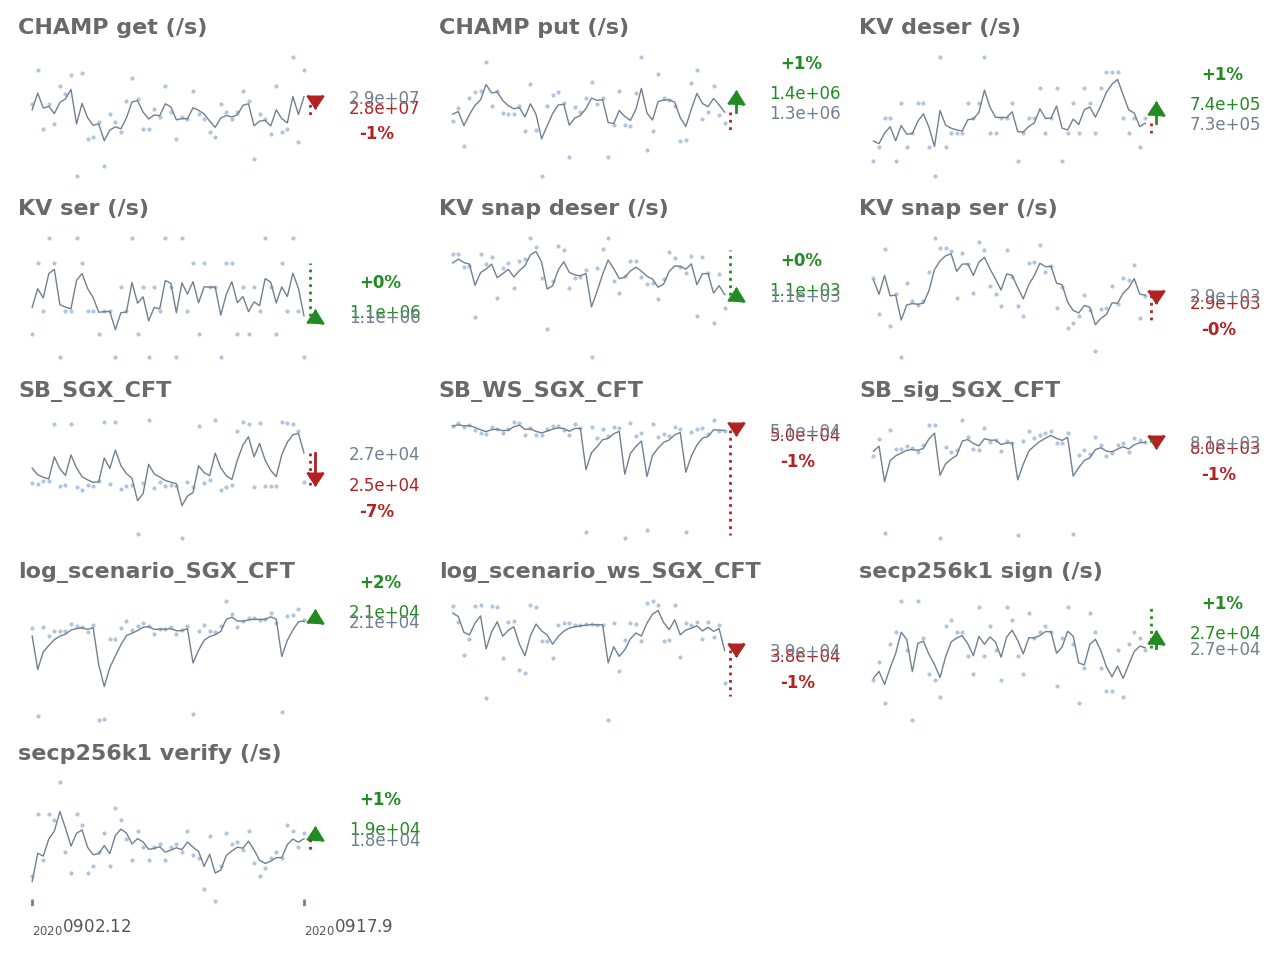 CHAMP get (/s)
2.9e+07
2.8e+07
-1%
CHAMP put (/s)
+1%
1.4e+06
1.3e+06
KV deser (/s)
+1%
7.4e+05
7.3e+05
KV ser (/s)
+0%
1.1e+06
1.1e+06
KV snap deser (/s)
+0%
1.1e+03
1.1e+03
KV snap ser (/s)
2.9e+03
2.9e+03
-0%
SB_SGX_CFT
2.7e+04
2.5e+04
-7%
SB_WS_SGX_CFT
5.1e+04
5.0e+04
-1%
SB_sig_SGX_CFT
8.1e+03
8.0e+03
-1%
log_scenario_SGX_CFT
+2%
2.1e+04
2.1e+04
log_scenario_ws_SGX_CFT
3.9e+04
3.8e+04
-1%
secp256k1 sign (/s)
+1%
2.7e+04
2.7e+04
secp256k1 verify (/s)
+1%
1.9e+04
1.8e+04
20200902.12
20200917.9